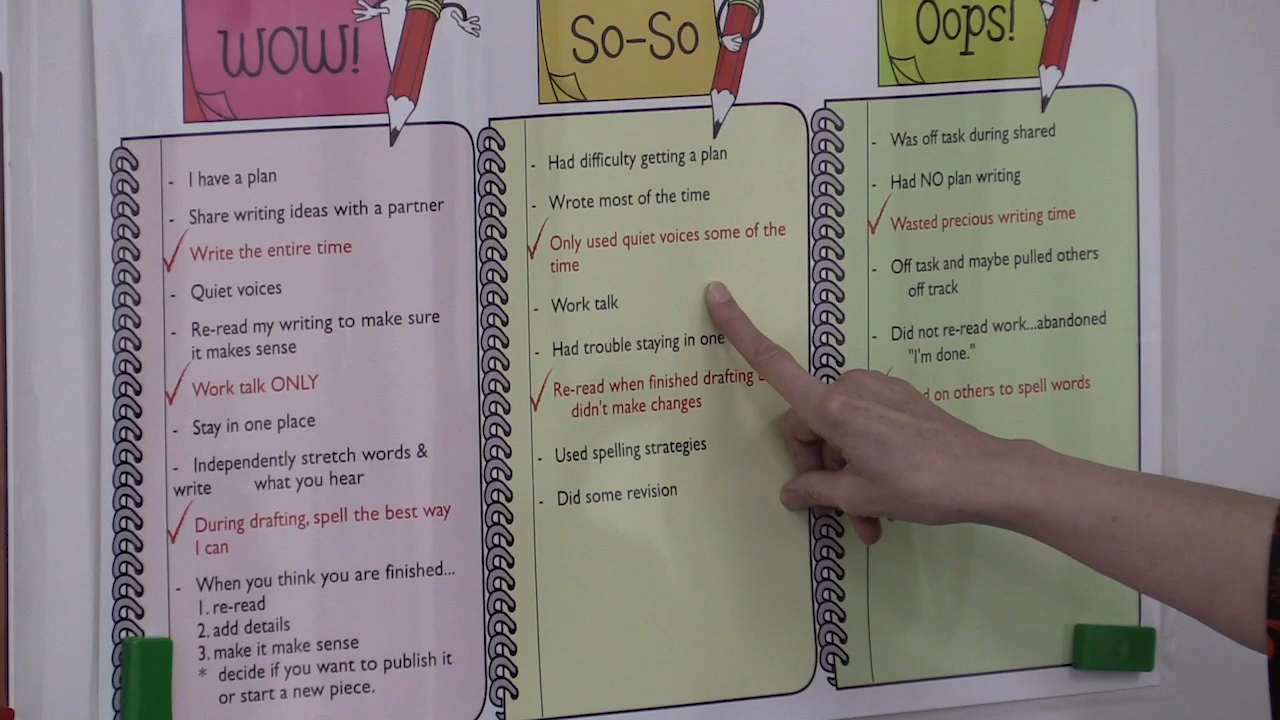 WOW!
- I have a plan
- Share writing ideas with a partner
✓ Write the entire time
- Quiet voices
- Re-read my writing to make sure
it makes sense
✓ Work talk ONLY
- Stay in one place
- Independently stretch words &
write what you hear
✓ During drafting, spell the best way
I can
- When you think you are finished...
1. re-read
2. add details
3. make it make sense
* decide if you want to publish it
or start a new piece.
So-So
- Had difficulty getting a plan
- Wrote most of the time
✓ Only used quiet voices some of the
time
- Work talk
- Had trouble staying in one
✓ Re-read when finished drafting
didn't make changes
- Used spelling strategies
- Did some revision
Oops!
- Was off task during shared
- Had NO plan writing
✓ Wasted precious writing time
- Off task and maybe pulled others
off track
- Did not re-read work...abandoned
"I'm done."
on others to spell words